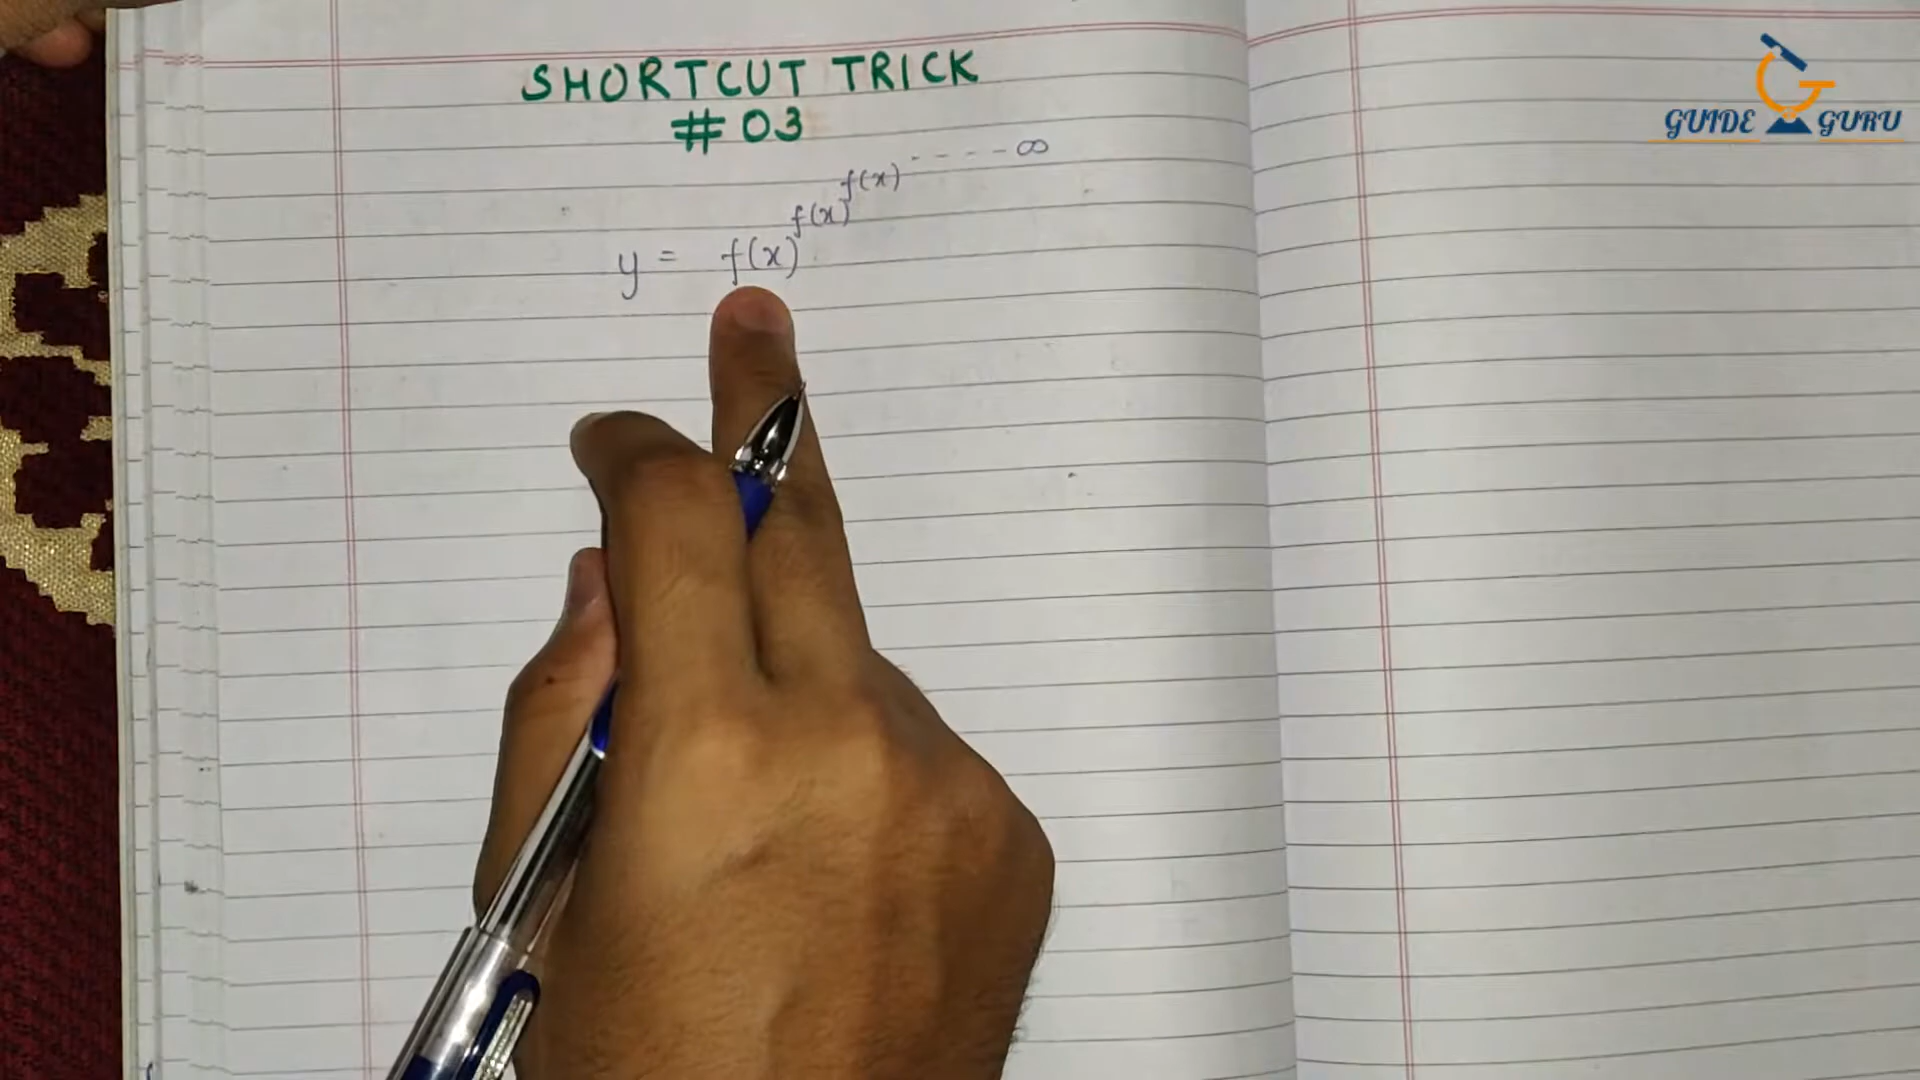 SHORTCUT TRICK
# 03
y = f(x)^f(x)^f(x)^.----∞
GUIDE GURU